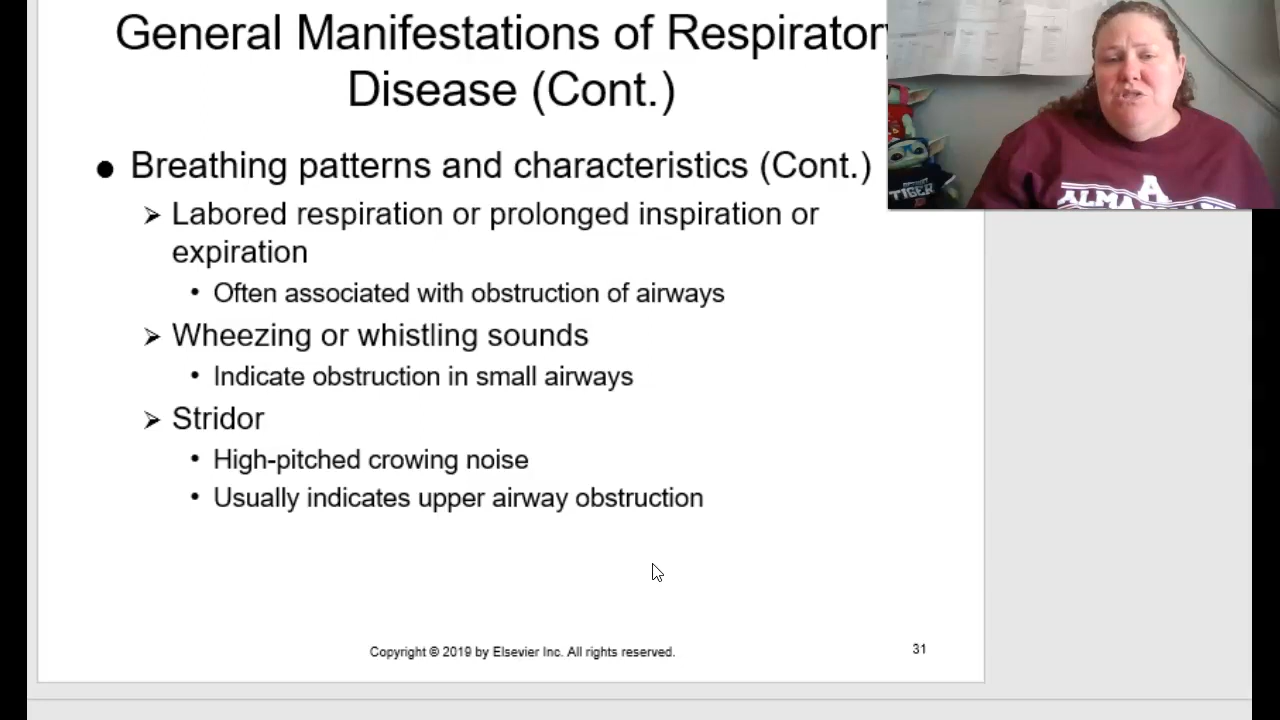 General Manifestations of Respiratory
Disease (Cont.)
● Breathing patterns and characteristics (Cont.)
➢ Labored respiration or prolonged inspiration or
expiration
• Often associated with obstruction of airways
➢ Wheezing or whistling sounds
• Indicate obstruction in small airways
➢ Stridor
• High-pitched crowing noise
• Usually indicates upper airway obstruction
Copyright © 2019 by Elsevier Inc. All rights reserved.
31
TIGER
A